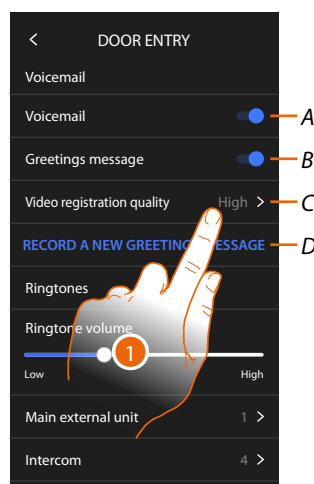 DOOR ENTRY
Voicemail
Voicemail A
Greetings message B
Video registration quality High C
RECORD A NEW GREETING MESSAGE D
Ringtones
Ringtone volume
1
Low High
Main external unit 1
Intercom 4